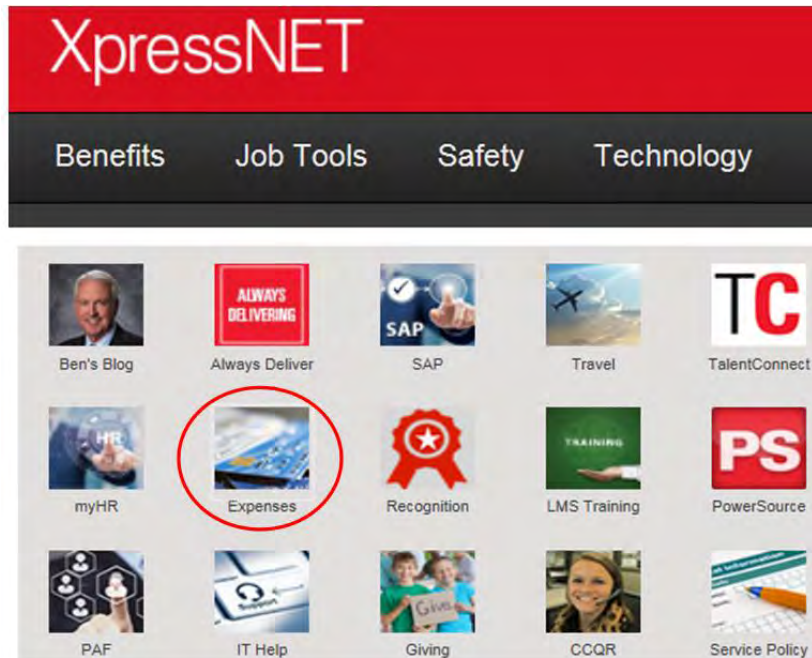 XpressNET
Benefits Job Tools Safety Technology
ALWAYS
DELIVERING
SAP
TC
Ben's Blog Always Deliver SAP Travel TalentConnect
HR
TRAINING
PS
myHR Expenses Recognition LMS Training PowerSource
Support
Give
PAF IT Help Giving CCQR Service Policy